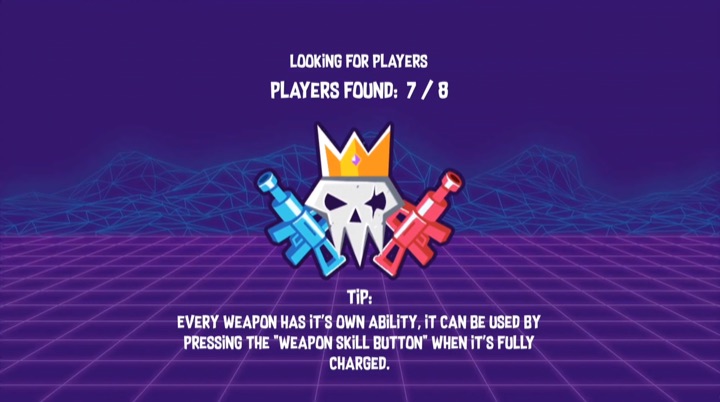 LOOKING FOR PLAYERS
PLAYERS FOUND: 7 / 8
TIP:
EVERY WEAPON HAS IT'S OWN ABILITY, IT CAN BE USED BY
PRESSING THE "WEAPON SKILL BUTTON" WHEN IT'S FULLY
CHARGED.